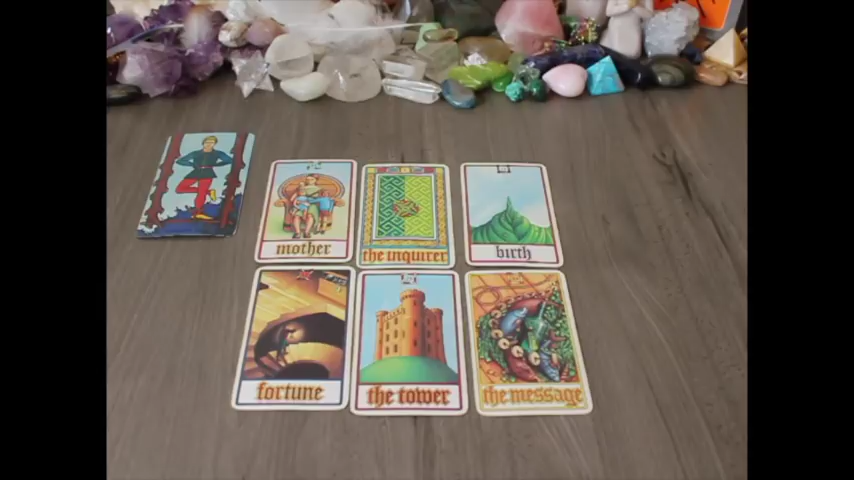 mother
the inquirer
birth
fortune
the tower
the message